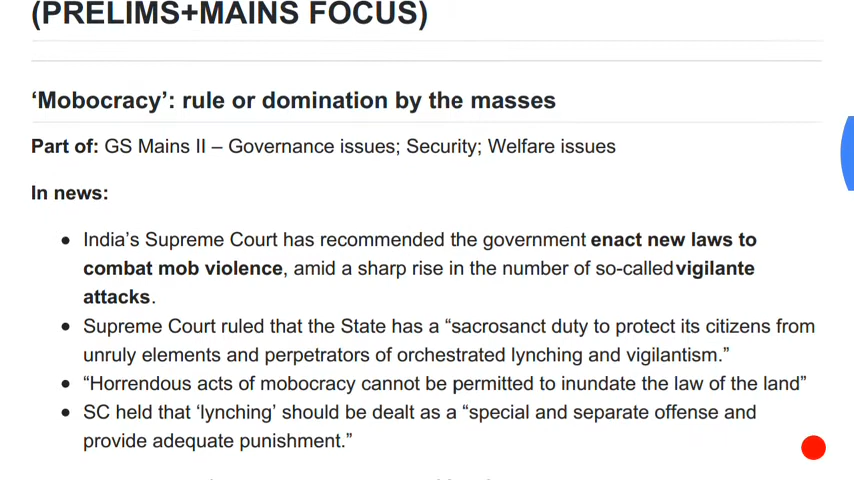 (PRELIMS+MAINS FOCUS)
‘Mobocracy’: rule or domination by the masses
Part of: GS Mains II – Governance issues; Security; Welfare issues
In news:
● India’s Supreme Court has recommended the government enact new laws to
combat mob violence, amid a sharp rise in the number of so-called vigilante
attacks.
● Supreme Court ruled that the State has a “sacrosanct duty to protect its citizens from
unruly elements and perpetrators of orchestrated lynching and vigilantism.”
● “Horrendous acts of mobocracy cannot be permitted to inundate the law of the land”
● SC held that ‘lynching’ should be dealt as a “special and separate offense and
provide adequate punishment.”